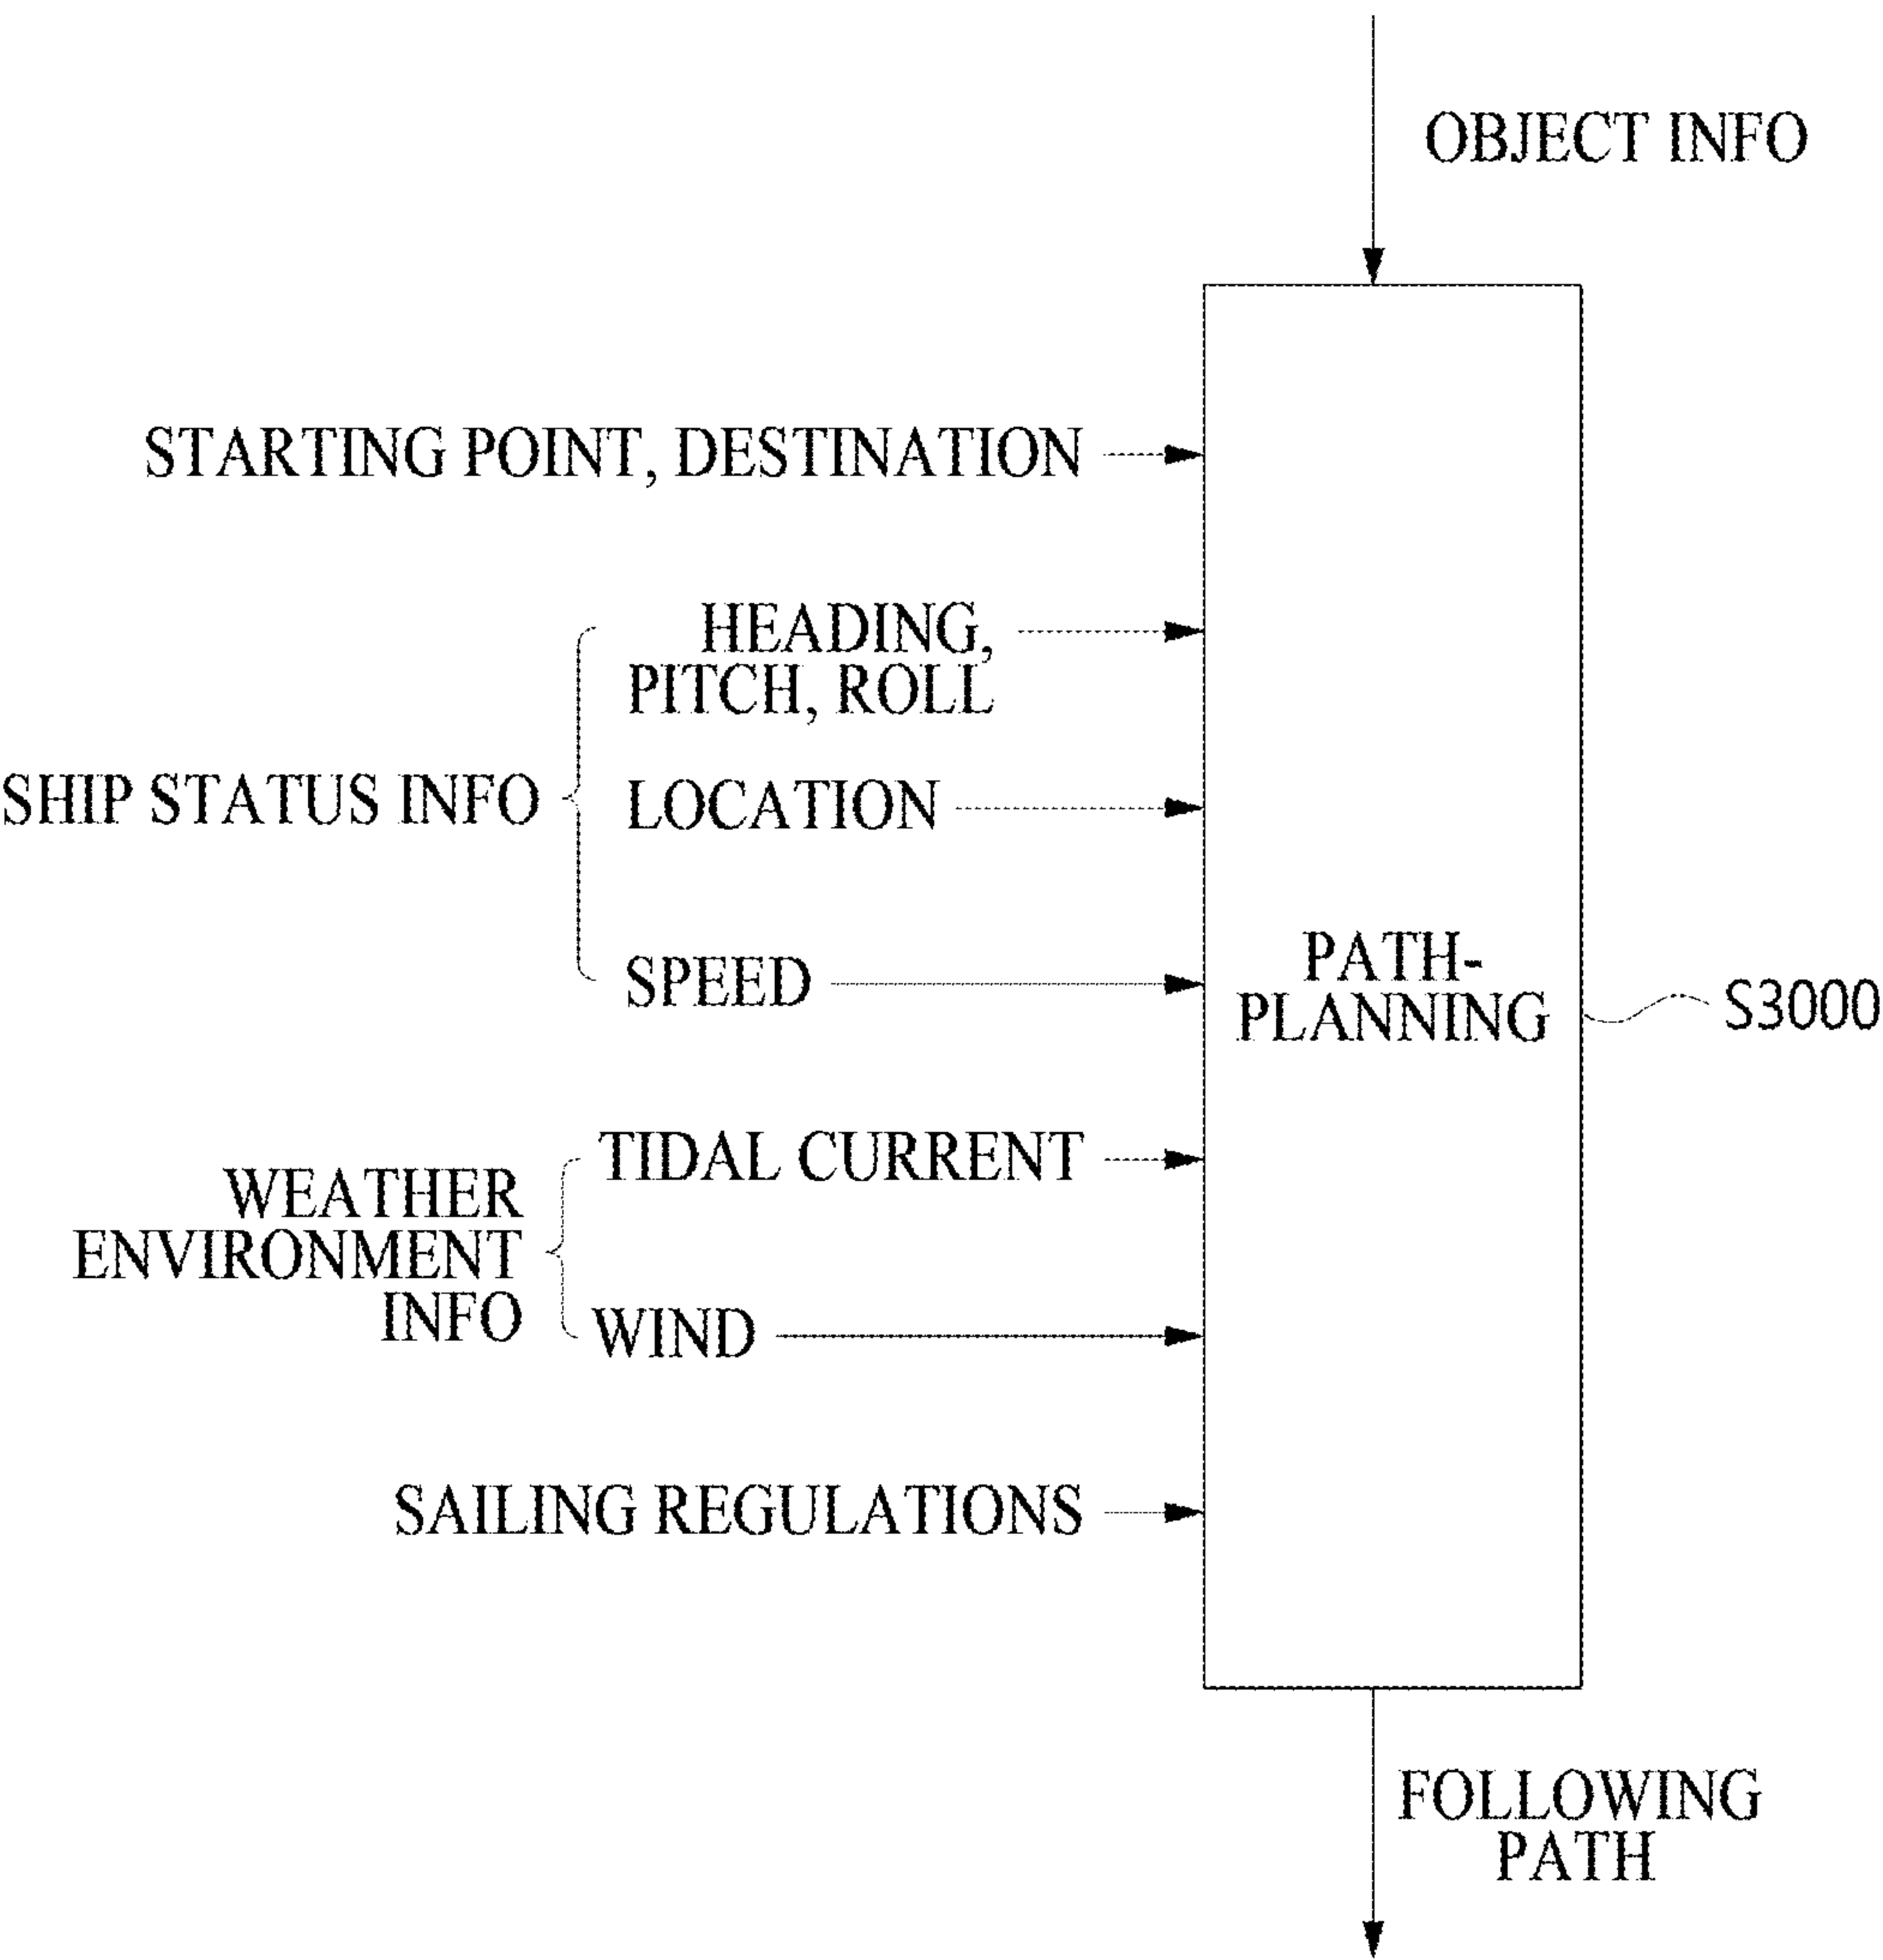 OBJECT INFO
STARTING POINT, DESTINATION
HEADING,
PITCH, ROLL
SHIP STATUS INFO
LOCATION
SPEED
PATH-
PLANNING
S3000
TIDAL CURRENT
WEATHER
ENVIRONMENT
INFO
WIND
SAILING REGULATIONS
FOLLOWING
PATH